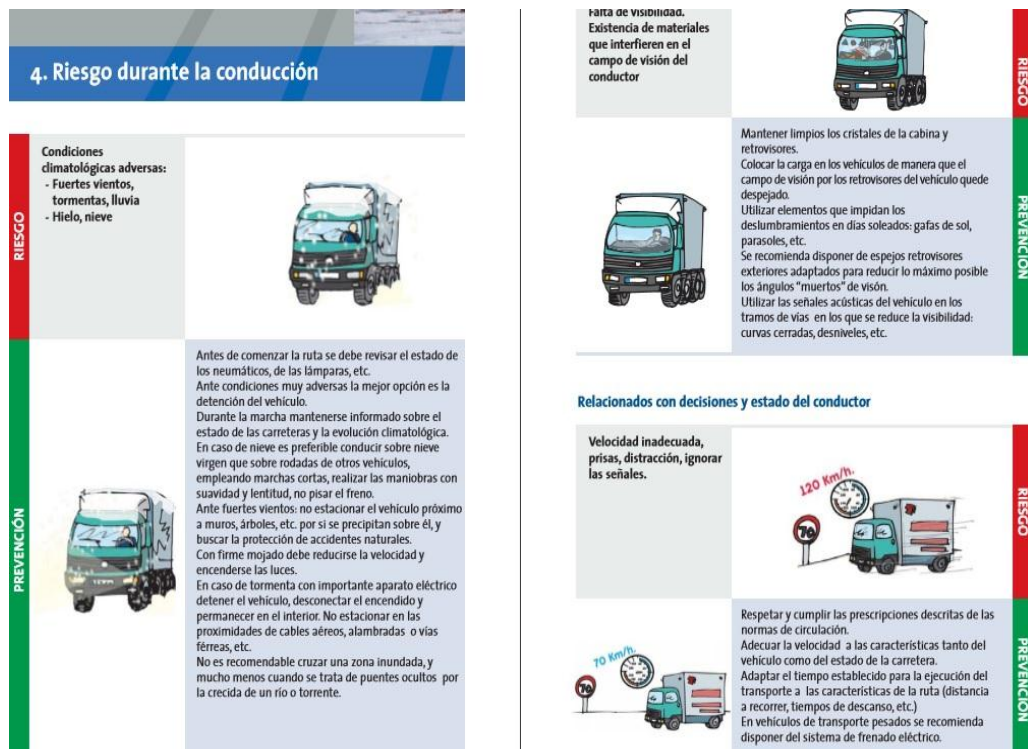 4. Riesgo durante la conducción
RIESGO
Condiciones
climatológicas adversas:
- Fuertes vientos,
tormentas, lluvia
- Hielo, nieve
PREVENCIÓN
Antes de comenzar la ruta se debe revisar el estado de
los neumáticos, de las lámparas, etc.
Ante condiciones muy adversas la mejor opción es la
detención del vehículo.
Durante la marcha mantenerse informado sobre el
estado de las carreteras y la evolución climatológica.
En caso de nieve es preferible conducir sobre nieve
virgen que sobre rodadas de otros vehículos,
empleando marchas cortas, realizar las maniobras con
suavidad y lentitud, no pisar el freno.
Ante fuertes vientos: no estacionar el vehículo próximo
a muros, árboles, etc. por si se precipitan sobre él, y
buscar la protección de accidentes naturales.
Con firme mojado debe reducirse la velocidad y
encenderse las luces.
En caso de tormenta con importante aparato eléctrico
detener el vehículo, desconectar el encendido y
permanecer en el interior. No estacionar en las
proximidades de cables aéreos, alambradas o vías
férreas, etc.
No es recomendable cruzar una zona inundada, y
mucho menos cuando se trata de puentes ocultos por
la crecida de un río o torrente.
Falta de visibilidad.
Existencia de materiales
que interfieren en el
campo de visión del
conductor
RIESGO
Mantener limpios los cristales de la cabina y
retrovisores.
Colocar la carga en los vehículos de manera que el
campo de visión por los retrovisores del vehículo quede
despejado.
Utilizar elementos que impidan los
deslumbramientos en días soleados: gafas de sol,
parasoles, etc.
Se recomienda disponer de espejos retrovisores
exteriores adaptados para reducir lo máximo posible
los ángulos "muertos" de visón.
Utilizar las señales acústicas del vehículo en los
tramos de vías en los que se reduce la visibilidad:
curvas cerradas, desniveles, etc.
PREVENCIÓN
Relacionados con decisiones y estado del conductor
Velocidad inadecuada,
prisas, distracción, ignorar
las señales.
120 Km/h.
70
RIESGO
70 Km/h.
70
Respetar y cumplir las prescripciones descritas de las
normas de circulación.
Adecuar la velocidad a las características tanto del
vehículo como del estado de la carretera.
Adaptar el tiempo establecido para la ejecución del
transporte a las características de la ruta (distancia
a recorrer, tiempos de descanso, etc.)
En vehículos de transporte pesados se recomienda
disponer del sistema de frenado eléctrico.
PREVENCIÓN